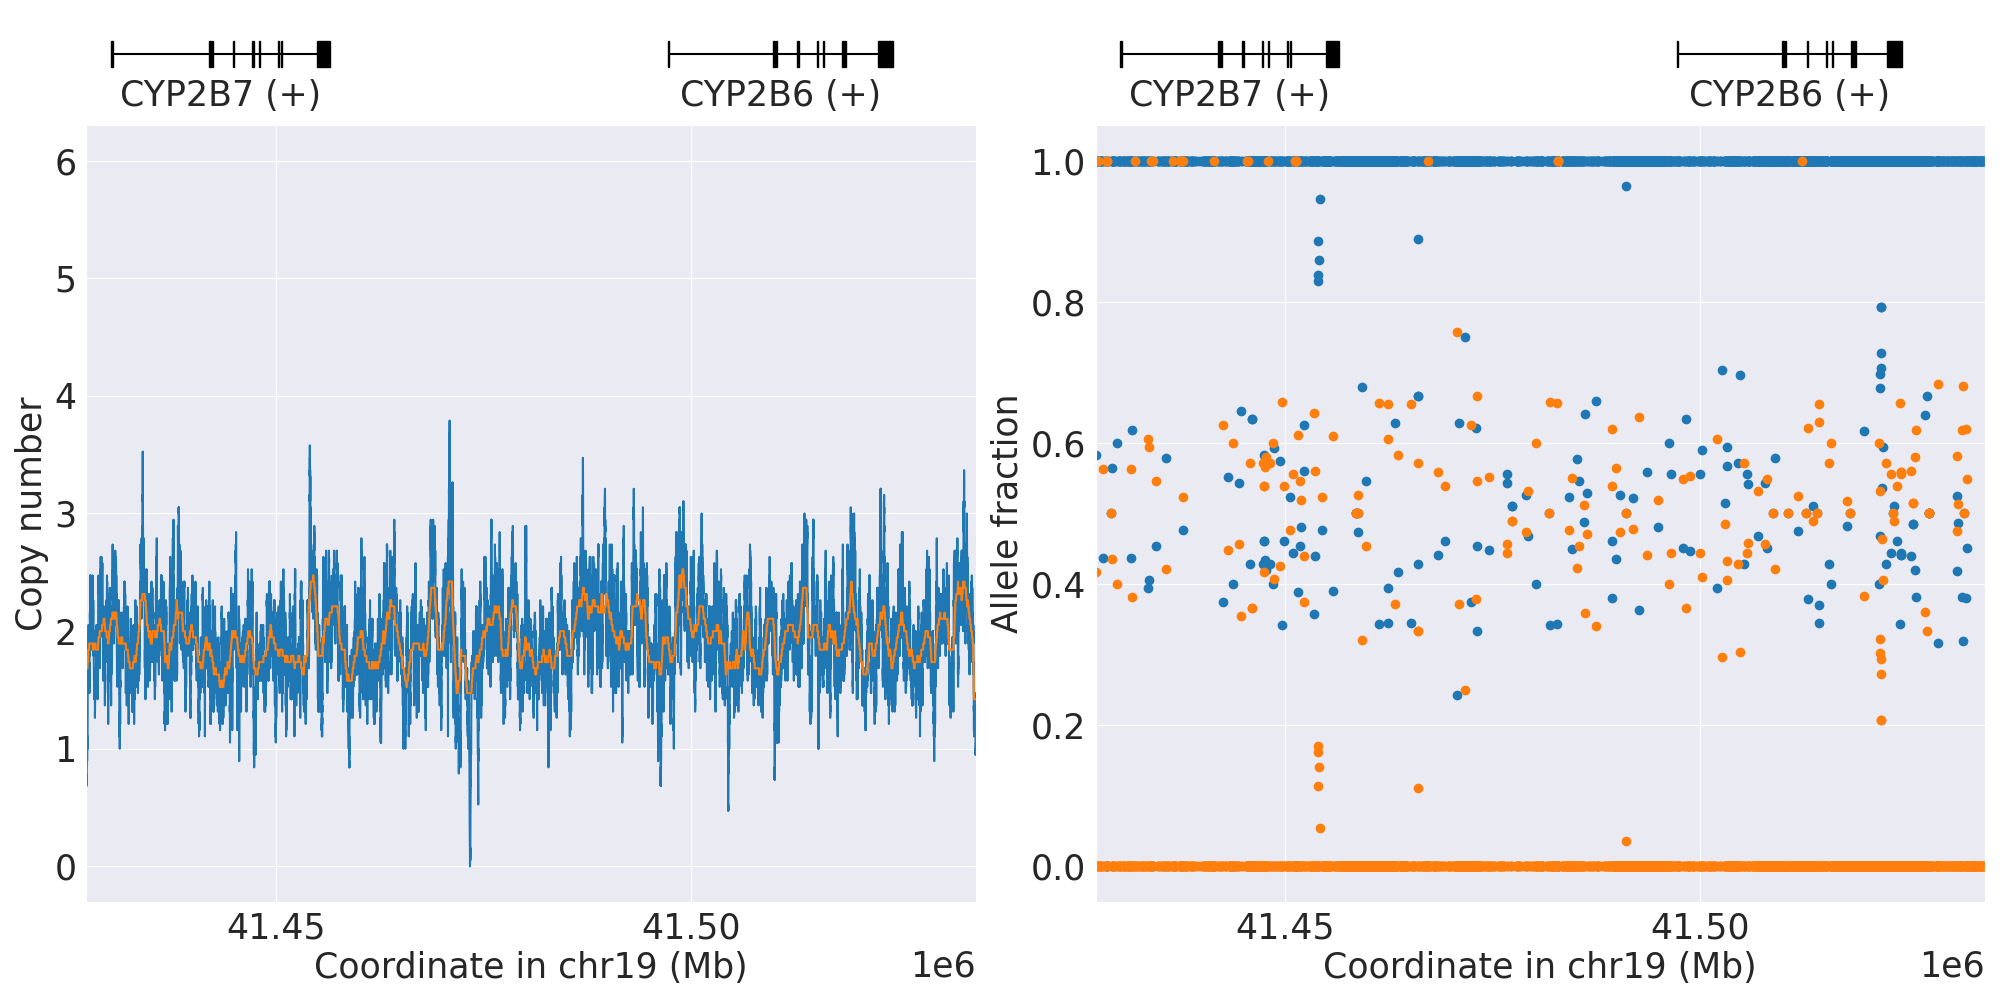 CYP2B7 (+)
CYP2B6 (+)
CYP2B7 (+)
CYP2B6 (+)
6
5
4
3
2
1
0
Copy number
41.45
41.50
Coordinate in chr19 (Mb)
1e6
1.0
0.8
0.6
0.4
0.2
0.0
Allele fraction
41.45
41.50
Coordinate in chr19 (Mb)
1e6